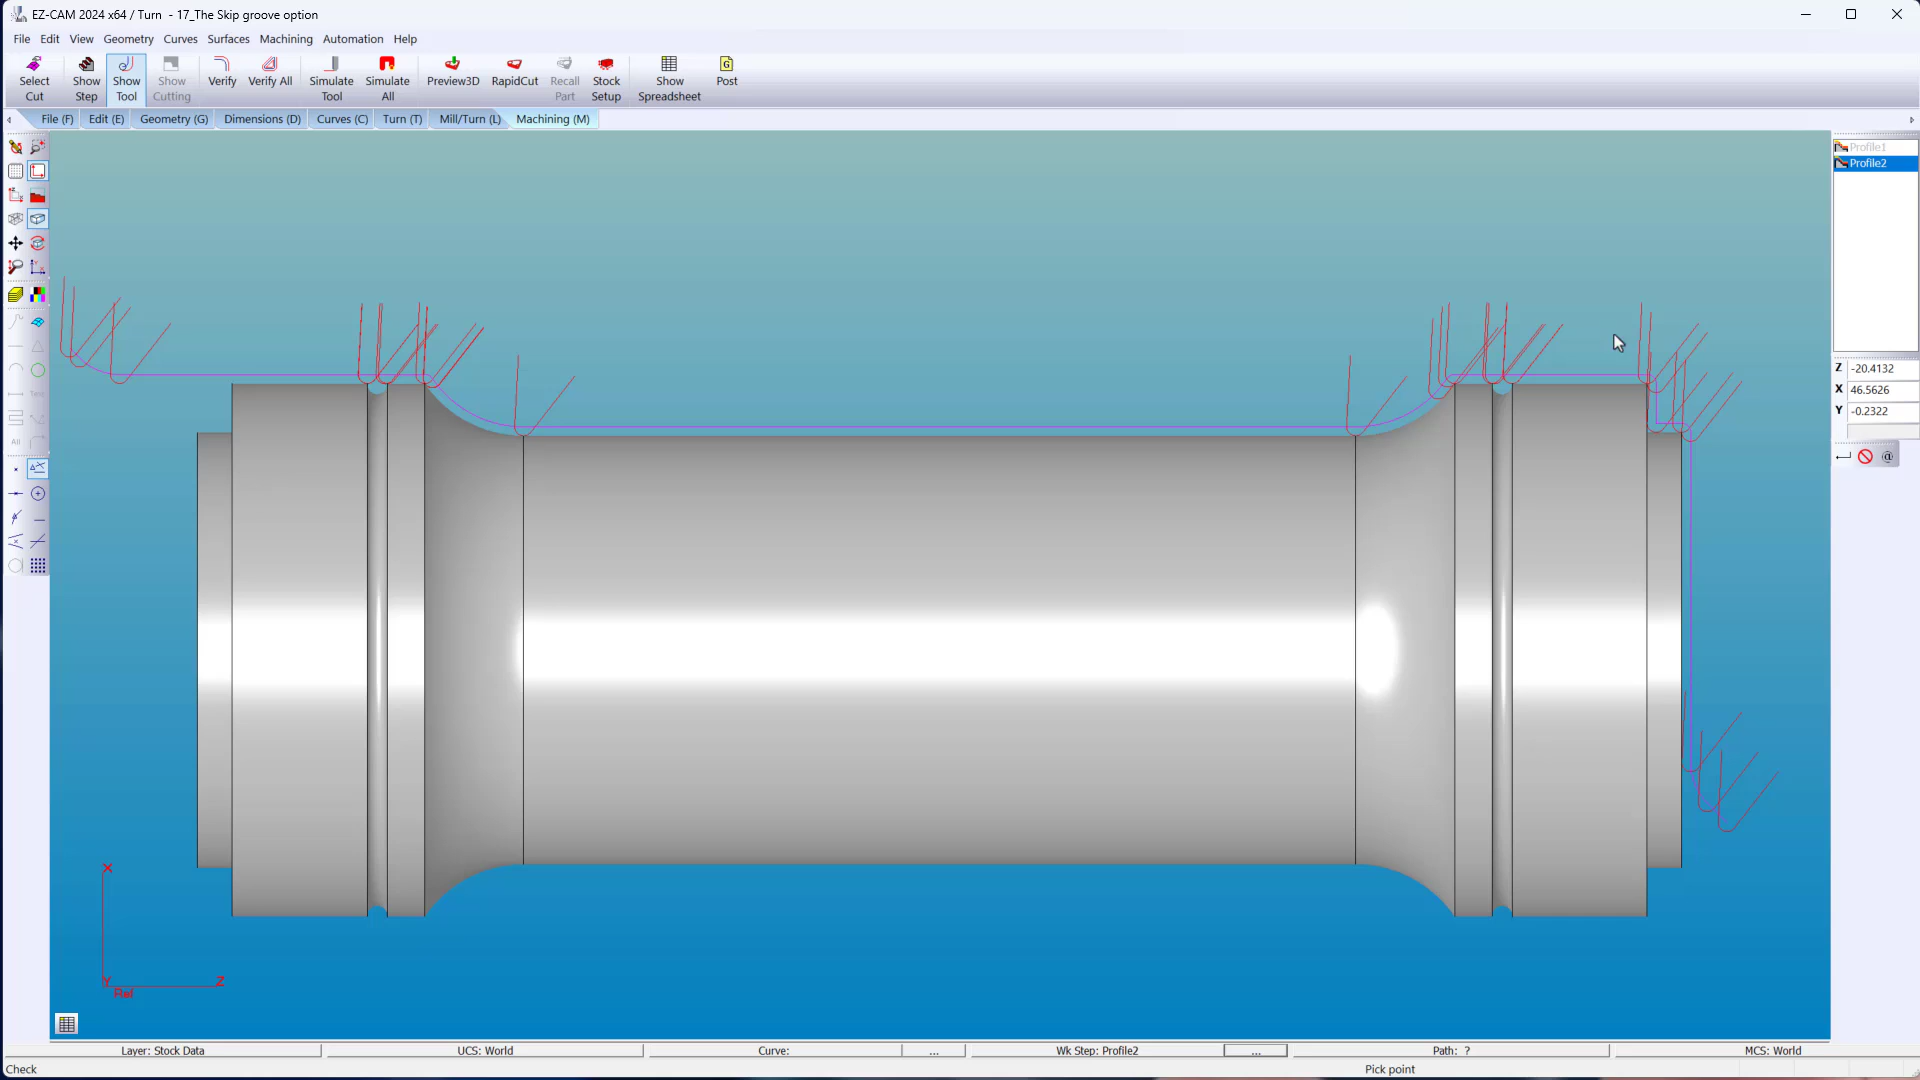 EZ-CAM 2024 x64 / Turn - 17_The Skip groove option
File Edit View Geometry Curves Surfaces Machining Automation Help
Select Cut
Show Step
Show Tool
Show Cutting
Verify
Verify All
Simulate Tool
Simulate All
Preview3D
RapidCut
Recall Part
Stock Setup
Show Spreadsheet
Post
File (F) Edit (E) Geometry (G) Dimensions (D) Curves (C) Turn (T) Mill/Turn (L) Machining (M)
Profile1
Profile2
Z -20.4132
X 46.5626
Y -0.2322
@
All
X
Y Z
Ref
Layer: Stock Data UCS: World Curve: ... Wk Step: Profile2 ... Path: ? MCS: World
Check Pick point